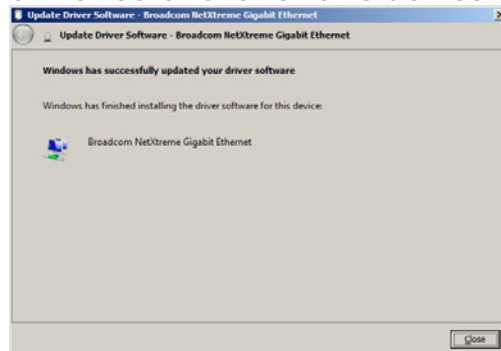 Update Driver Software - Broadcom NetXtreme Gigabit Ethernet
Update Driver Software - Broadcom NetXtreme Gigabit Ethernet
Windows has successfully updated your driver software
Windows has finished installing the driver software for this device:
Broadcom NetXtreme Gigabit Ethernet
Close